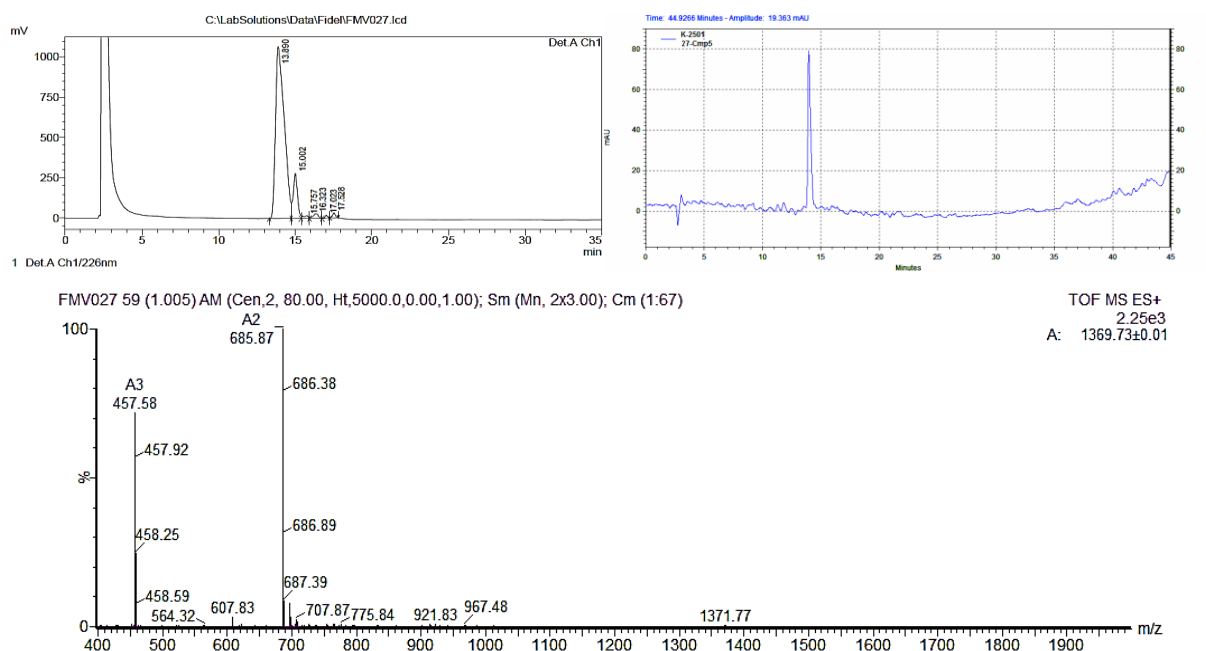 C:\LabSolutions\Data\Fidel\FMV027.lcd
mV
Det.A Ch1
1000
750
500
250
0
13.890
15.002
15.757
16.323
17.023
17.528
0 5 10 15 20 25 30 35
min
1 Det.A Ch1/226nm
Time: 44.9266 Minutes - Amplitude: 19.363 mAU
K-2501
27-Cmp5
80 80
60 60
40 40
20 20
0 0
mAU
0 5 10 15 20 25 30 35 40 45
Minutes
FMV027 59 (1.005) AM (Cen,2, 80.00, Ht,5000.0,0.00,1.00); Sm (Mn, 2x3.00); Cm (1:67)
TOF MS ES+
2.25e3
A: 1369.73±0.01
100
%
0
A2
685.87
686.38
A3
457.58
457.92
686.89
458.25
687.39
458.59
564.32
607.83
707.87
775.84
921.83
967.48
1371.77
m/z
400 500 600 700 800 900 1000 1100 1200 1300 1400 1500 1600 1700 1800 1900